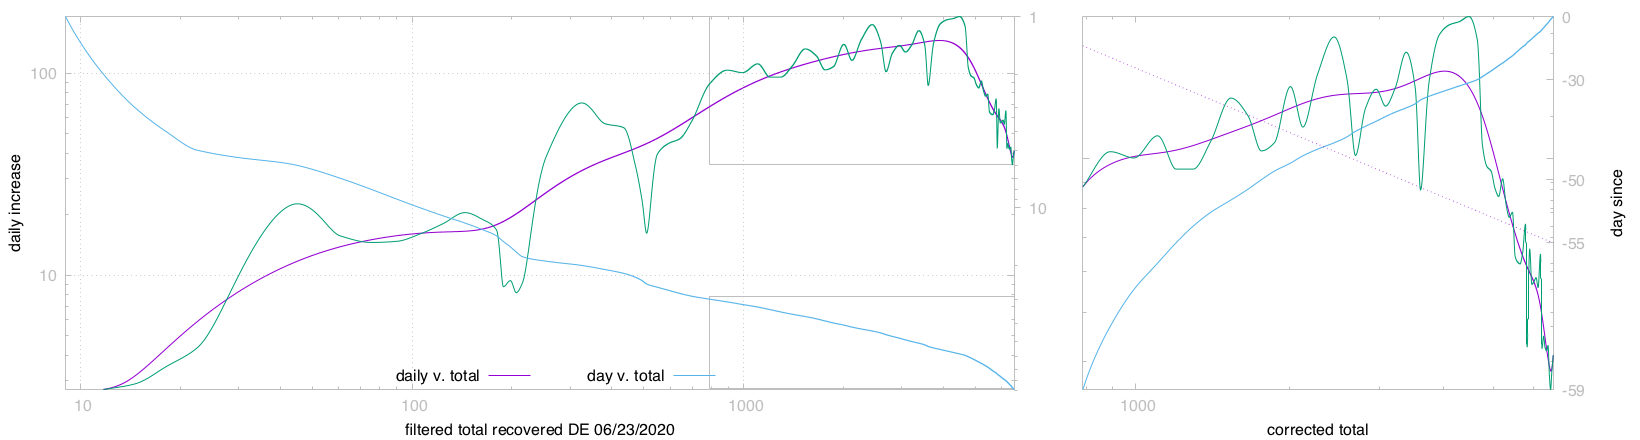 daily increase
100
10
10
100
1000
daily v. total
day v. total
filtered total recovered DE 06/23/2020
1
10
1000
corrected total
0
-30
-50
-55
-59
day since